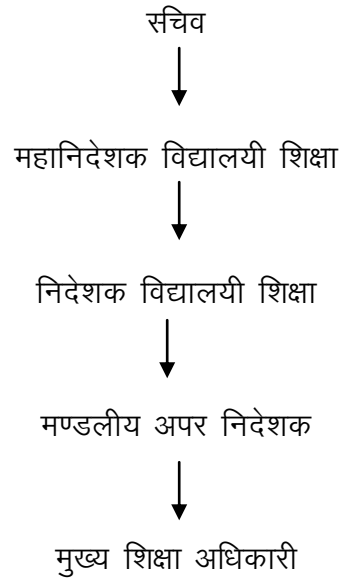 सचिव
महानिदेशक विद्यालयी शिक्षा
निदेशक विद्यालयी शिक्षा
मण्डलीय अपर निदेशक
मुख्य शिक्षा अधिकारी